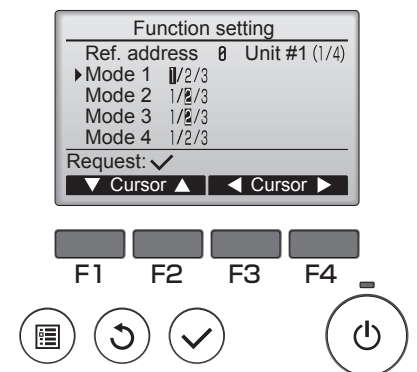 Function setting
Ref. address 0 Unit #1 (1/4)
▶Mode 1 1/2/3
Mode 2 1/2/3
Mode 3 1/2/3
Mode 4 1/2/3
Request: ✓
▼ Cursor ▲ ◀ Cursor ▶
F1 F2 F3 F4